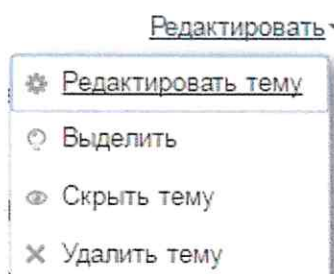 Редактировать
Редактировать тему
Выделить
Скрыть тему
Удалить тему